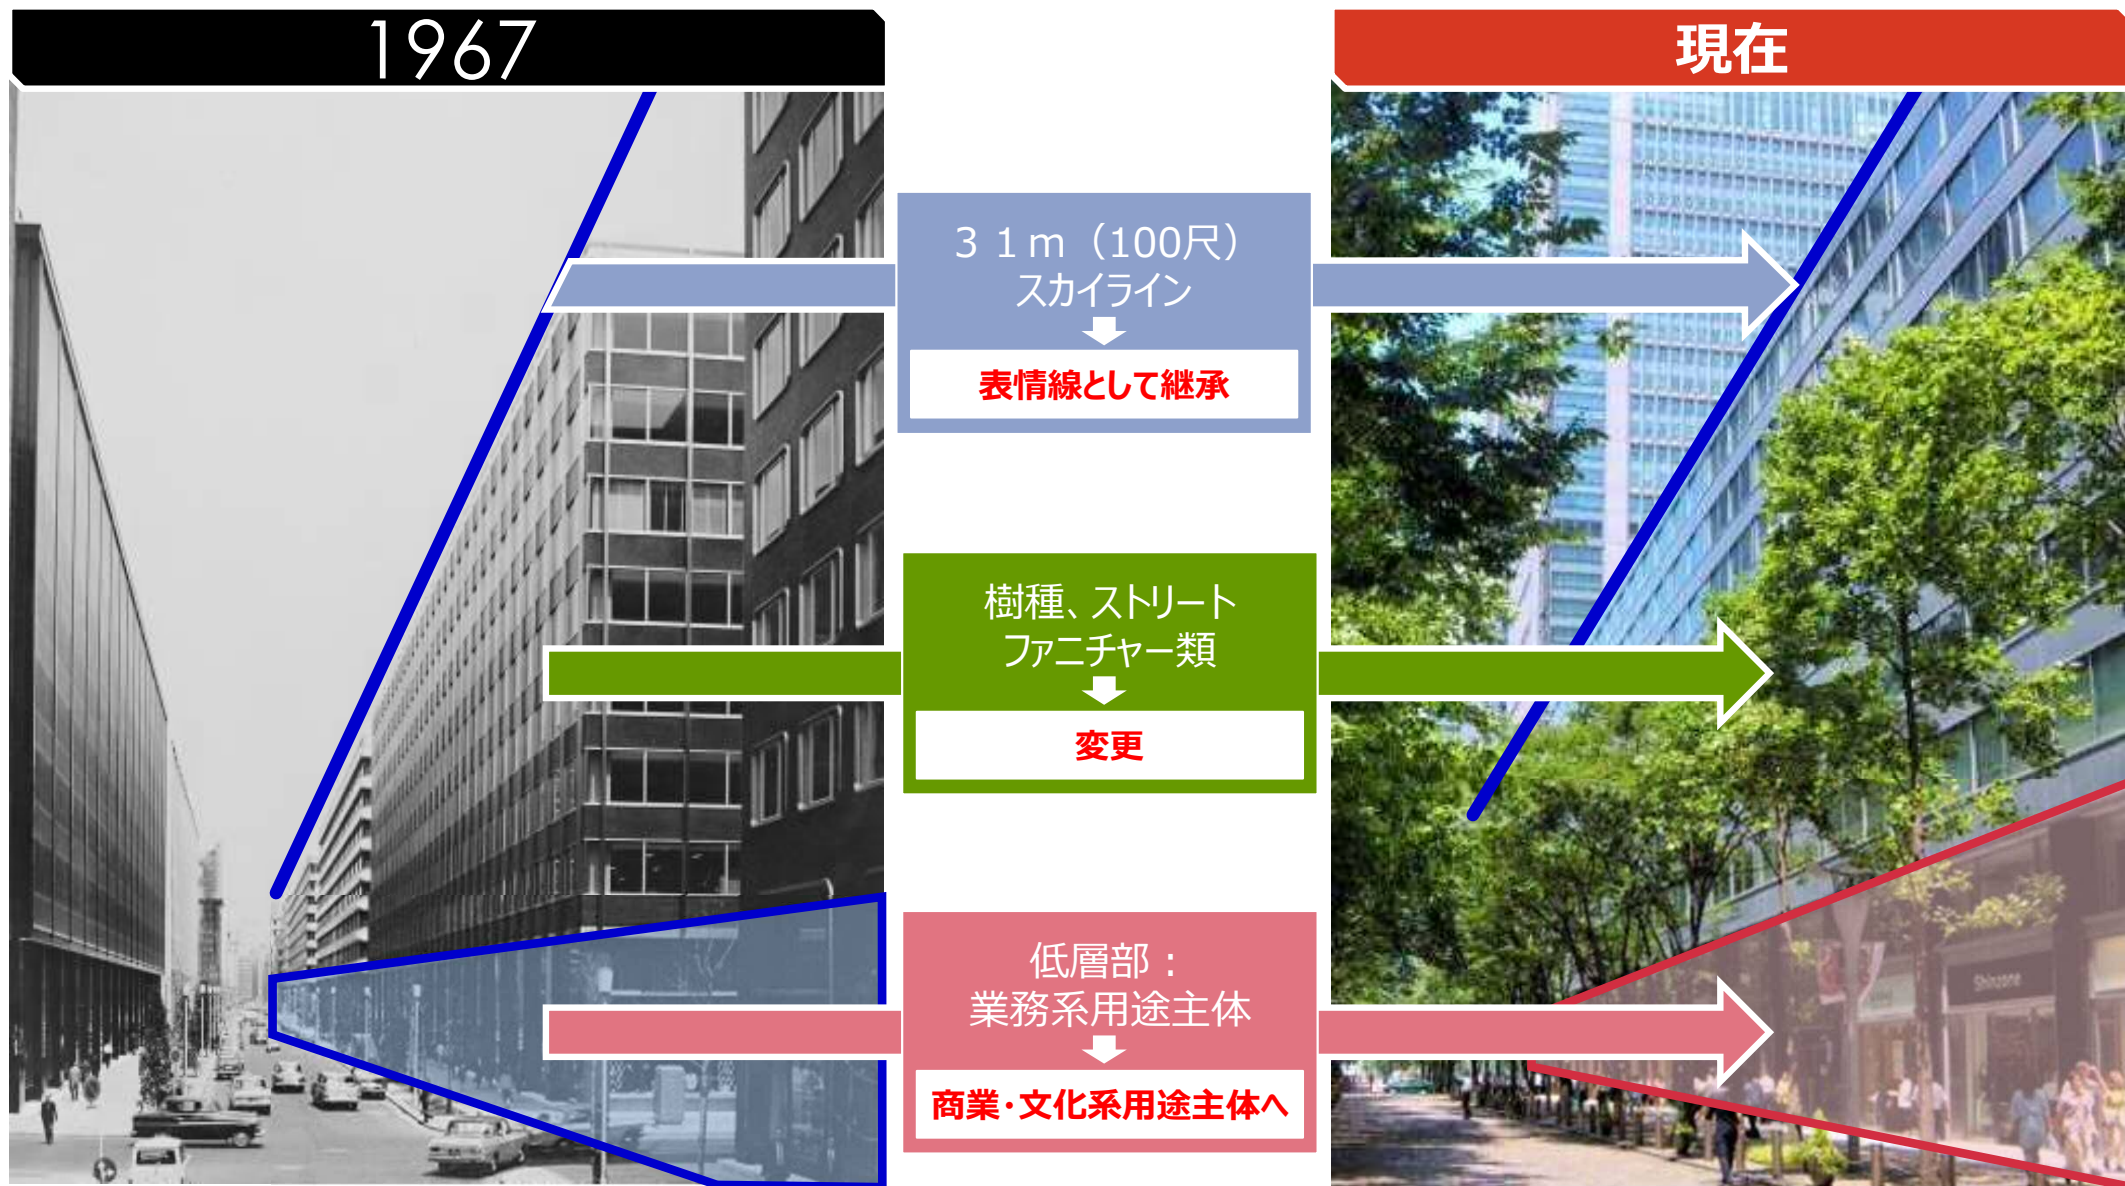 1967
現在
３１ｍ（100尺）
スカイライン
表情線として継承
樹種、ストリート
ファニチャー類
変更
低層部：
業務系用途主体
商業・文化系用途主体へ
Shinzone